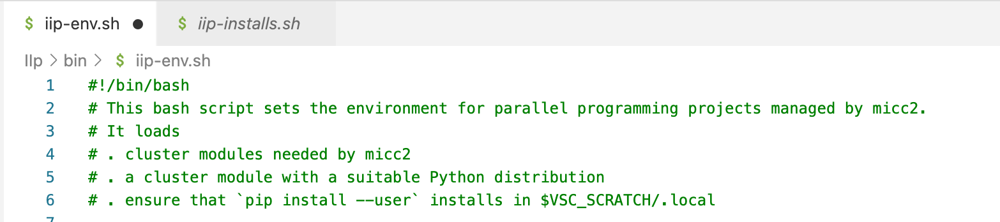 $ iip-env.sh ● $ iip-installs.sh
IIp > bin > $ iip-env.sh
1 #!/bin/bash
2 # This bash script sets the environment for parallel programming projects managed by micc2.
3 # It loads
4 # . cluster modules needed by micc2
5 # . a cluster module with a suitable Python distribution
6 # . ensure that `pip install --user` installs in $VSC_SCRATCH/.local
7